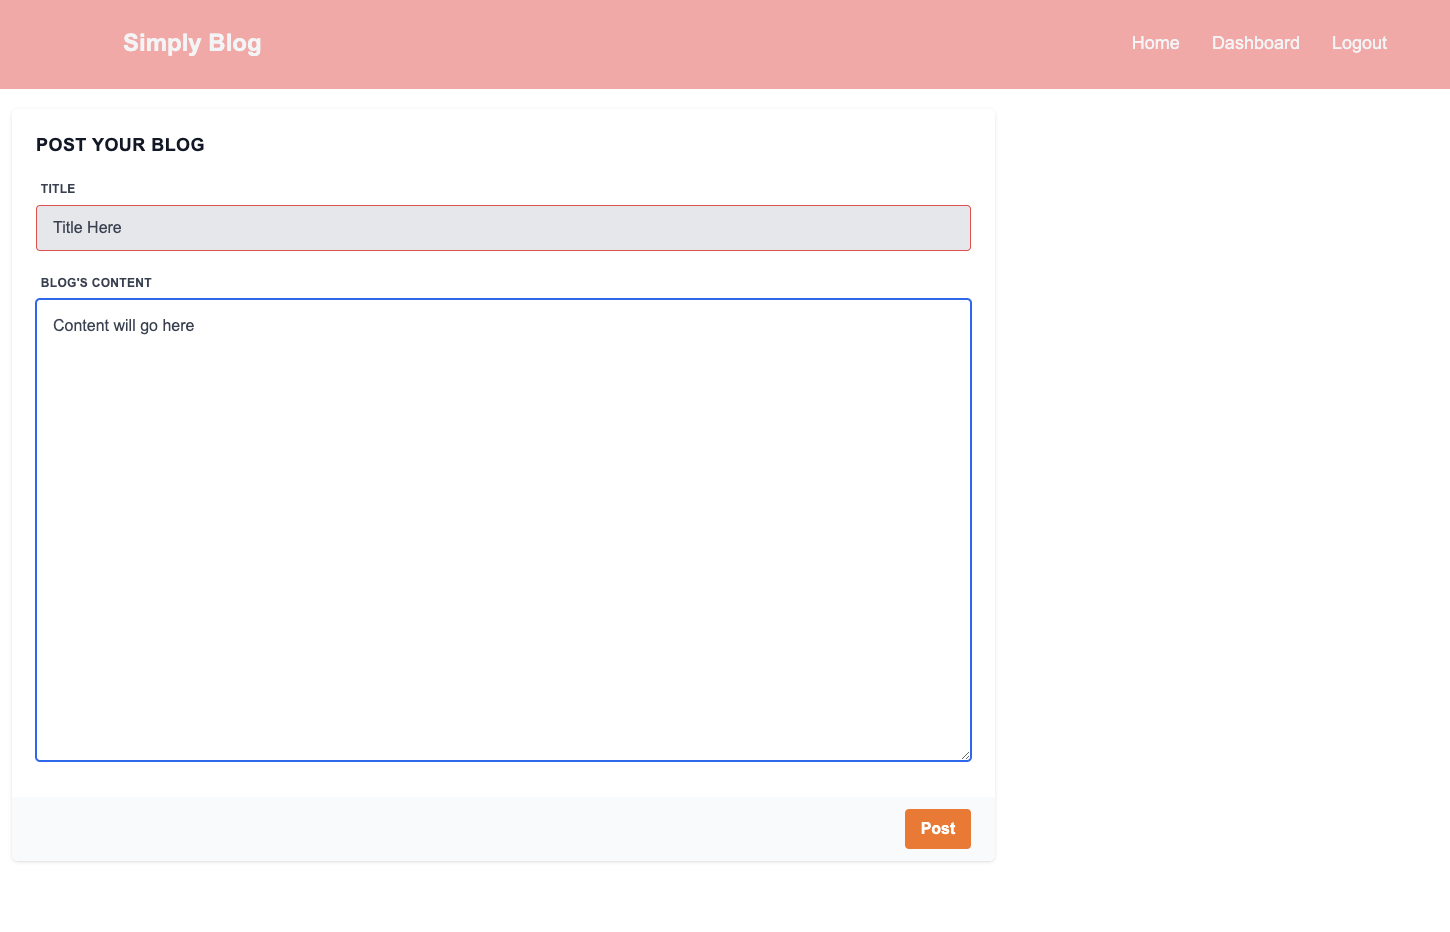 Simply Blog
Home Dashboard Logout
POST YOUR BLOG
TITLE
Title Here
BLOG'S CONTENT
Content will go here
Post